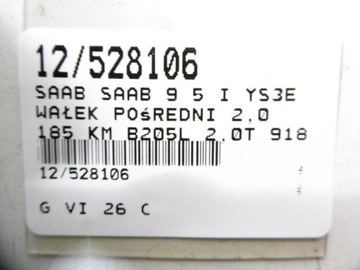 12/528106
SAAB SAAB 9 5 I YS3E
WAŁEK POśREDNI 2,0
185 KM B205L 2.0T 918
12/528106
G VI 26 C